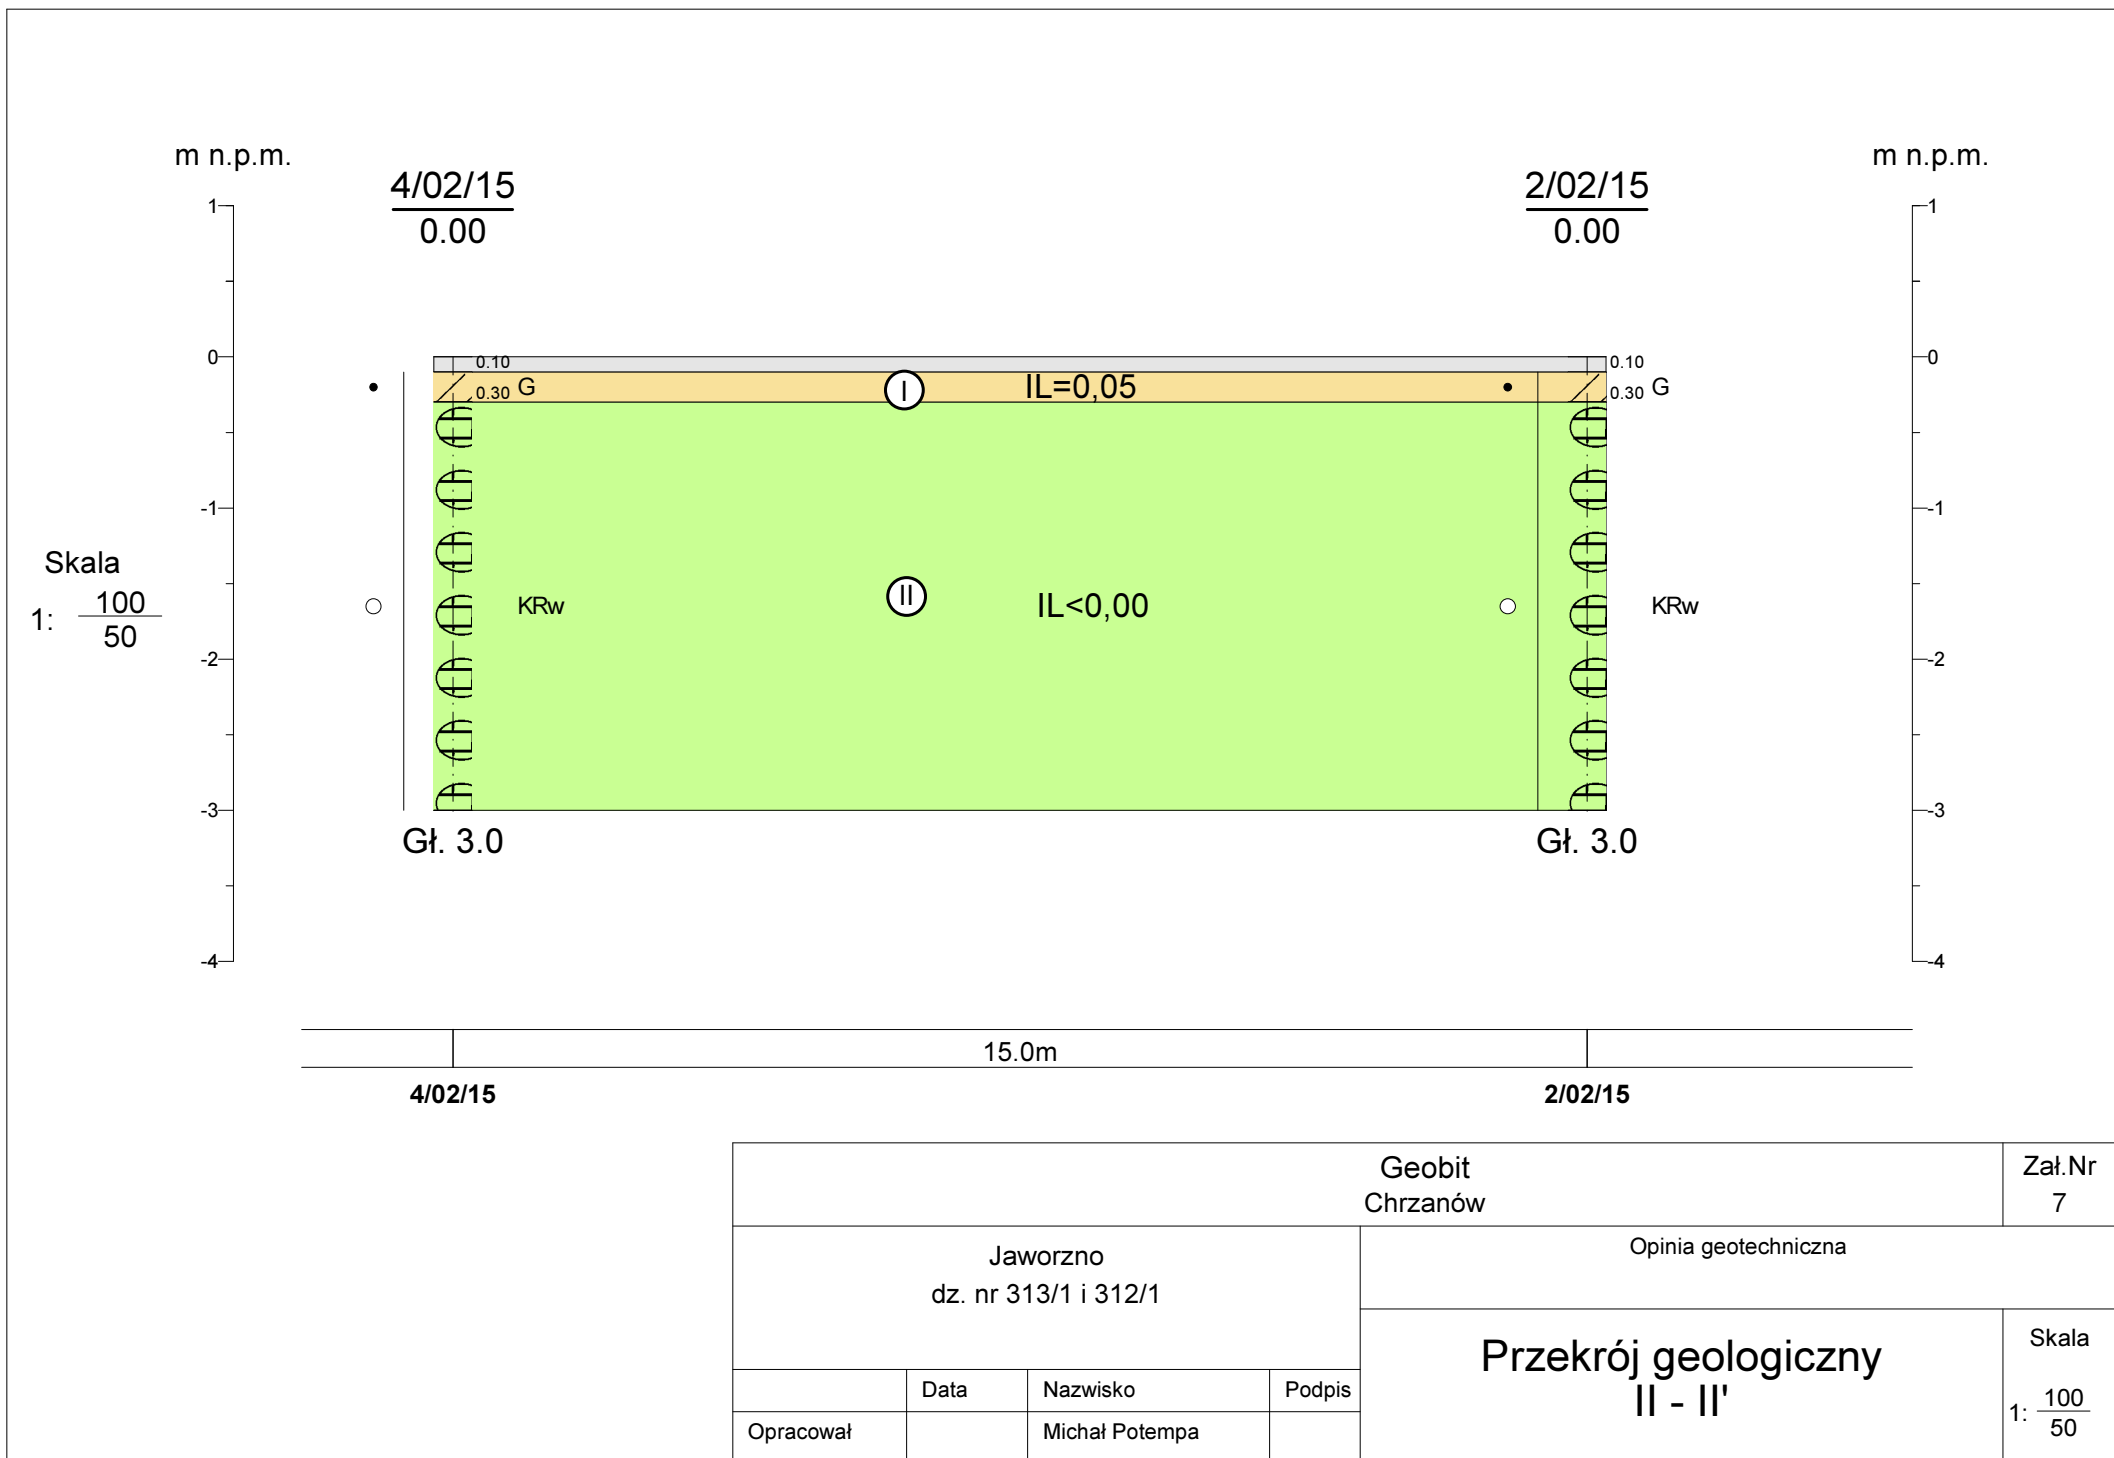 m n.p.m.
m n.p.m.
4/02/15
0.00
2/02/15
0.00
1
0
-1
-2
-3
-4
1
0
-1
-2
-3
-4
Skala
1: 100
50
0.10
0.30 G
I
IL=0,05
0.10
0.30 G
KRw
II
IL<0,00
KRw
Gł. 3.0
Gł. 3.0
15.0m
4/02/15
2/02/15
Geobit
Chrzanów
Zał.Nr
7
Jaworzno
dz. nr 313/1 i 312/1
Opinia geotechniczna
Przekrój geologiczny
II - II'
Skala
1: 100
50
Data
Nazwisko
Podpis
Opracował
Michał Potempa